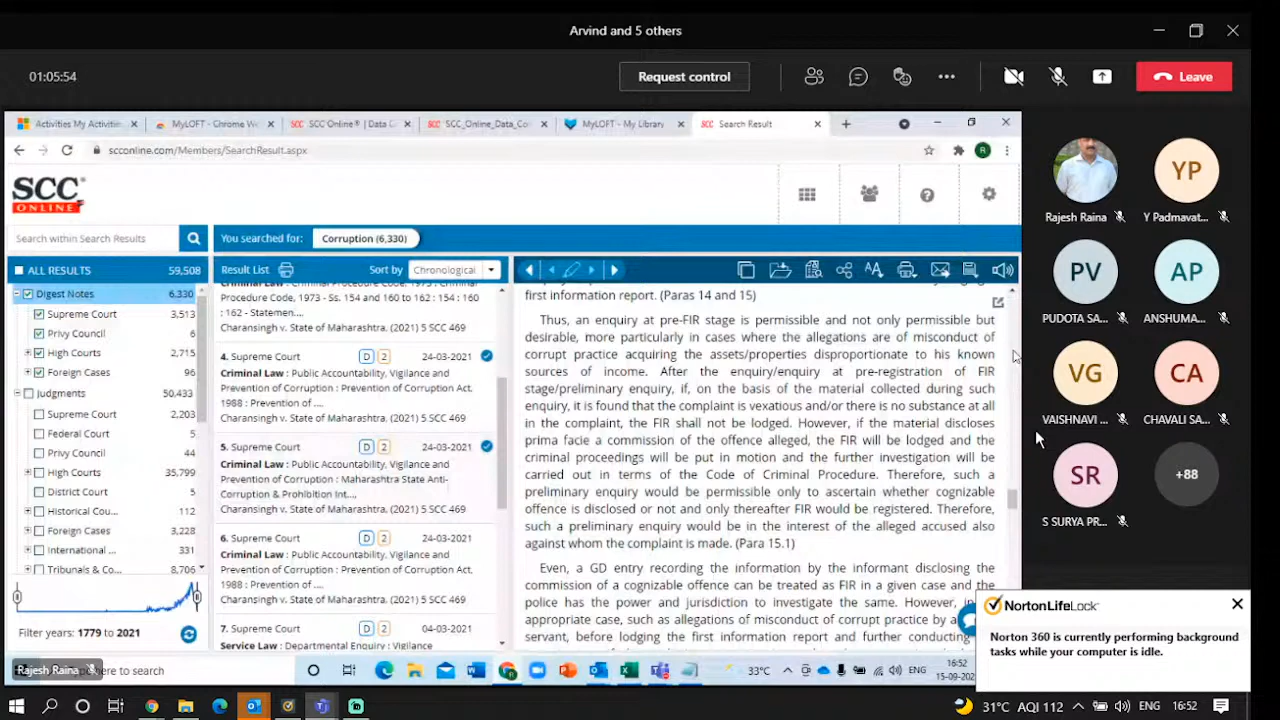 Arvind and 5 others
01:05:54
Request control
Leave
Activities My Activitie
MyLOFT - Chrome We
SCC Online® | Data C
SCC_Online_Data_Co
MyLOFT - My Library
Search Result
scconline.com/Members/SearchResult.aspx
SCC
ONLINE
Search within Search Results
You searched for:
Corruption (6,330)
ALL RESULTS 59,508
Digest Notes 6,330
Supreme Court 3,513
Privy Council 6
High Courts 2,715
Foreign Cases 96
Judgments 50,433
Supreme Court 2,203
Federal Court 5
Privy Council 44
High Courts 35,799
District Court 5
Historical Cou... 112
Foreign Cases 3,228
International ... 331
Tribunals & Co... 8,706
Filter years: 1779 to 2021
Result List
Sort by
Chronological
Procedure Code, 1973 - Ss. 154 and 160 to 162 : 154 : 160
: 162 - Statemen....
Charansingh v. State of Maharashtra, (2021) 5 SCC 469
4. Supreme Court D 2 24-03-2021
Criminal Law : Public Accountability, Vigilance and
Prevention of Corruption : Prevention of Corruption Act,
1988 : Prevention of ....
Charansingh v. State of Maharashtra, (2021) 5 SCC 469
5. Supreme Court D 2 24-03-2021
Criminal Law : Public Accountability, Vigilance and
Prevention of Corruption : Maharashtra State Anti-
Corruption & Prohibition Int....
Charansingh v. State of Maharashtra, (2021) 5 SCC 469
6. Supreme Court D 2 24-03-2021
Criminal Law : Public Accountability, Vigilance and
Prevention of Corruption : Prevention of Corruption Act,
1988 : Prevention of ....
Charansingh v. State of Maharashtra, (2021) 5 SCC 469
7. Supreme Court D 2 04-03-2021
Service Law : Departmental Enquiry : Vigilance
first information report. (Paras 14 and 15)
Thus, an enquiry at pre-FIR stage is permissible and not only permissible but
desirable, more particularly in cases where the allegations are of misconduct of
corrupt practice acquiring the assets/properties disproportionate to his known
sources of income. After the enquiry/enquiry at pre-registration of FIR
stage/preliminary enquiry, if, on the basis of the material collected during such
enquiry, it is found that the complaint is vexatious and/or there is no substance at all
in the complaint, the FIR shall not be lodged. However, if the material discloses
prima facie a commission of the offence alleged, the FIR will be lodged and the
criminal proceedings will be put in motion and the further investigation will be
carried out in terms of the Code of Criminal Procedure. Therefore, such a
preliminary enquiry would be permissible only to ascertain whether cognizable
offence is disclosed or not and only thereafter FIR would be registered. Therefore,
such a preliminary enquiry would be in the interest of the alleged accused also
against whom the complaint is made. (Para 15.1)
Even, a GD entry recording the information by the informant disclosing the
commission of a cognizable offence can be treated as FIR in a given case and the
police has the power and jurisdiction to investigate the same. However, in
appropriate case, such as allegations of misconduct of corrupt practice by a
servant, before lodging the first information report and further conducting
Rajesh Raina
YP
Y Padmavat...
PV
PUDOTA SA...
AP
ANSHUMA...
VG
VAISHNAVI ...
CA
CHAVALI SA...
SR
S SURYA PR...
+88
NortonLifeLock
Norton 360 is currently performing background
tasks while your computer is idle.
Rajesh Raina
here to search
33°C
ENG
16:52
15-09-202
31°C AQI 112
ENG
16:52